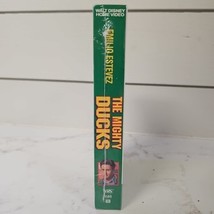 WALT DISNEY
HOME VIDEO
EMILIO ESTEVEZ
THE MIGHTY
DUCKS